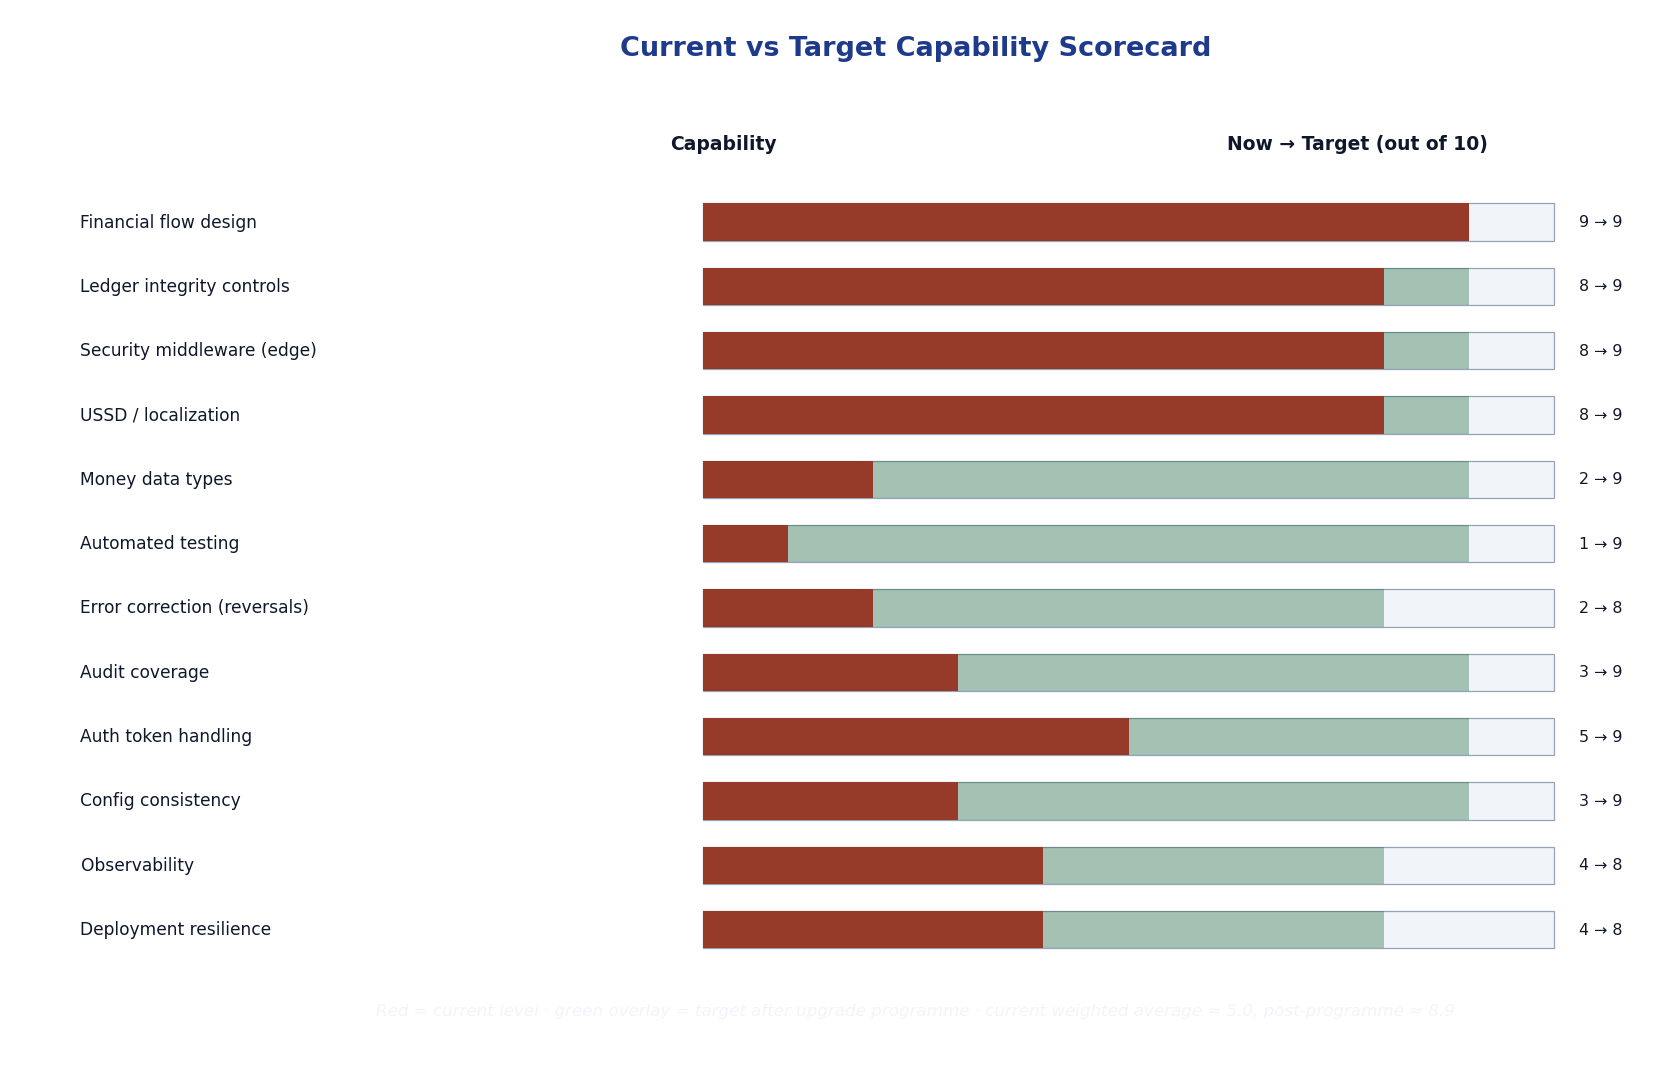 Current vs Target Capability Scorecard
Capability Now → Target (out of 10)
Financial flow design 9 → 9
Ledger integrity controls 8 → 9
Security middleware (edge) 8 → 9
USSD / localization 8 → 9
Money data types 2 → 9
Automated testing 1 → 9
Error correction (reversals) 2 → 8
Audit coverage 3 → 9
Auth token handling 5 → 9
Config consistency 3 → 9
Observability 4 → 8
Deployment resilience 4 → 8
Red = current level · green overlay = target after upgrade programme · current weighted average ≈ 5.0, post-programme ≈ 8.9